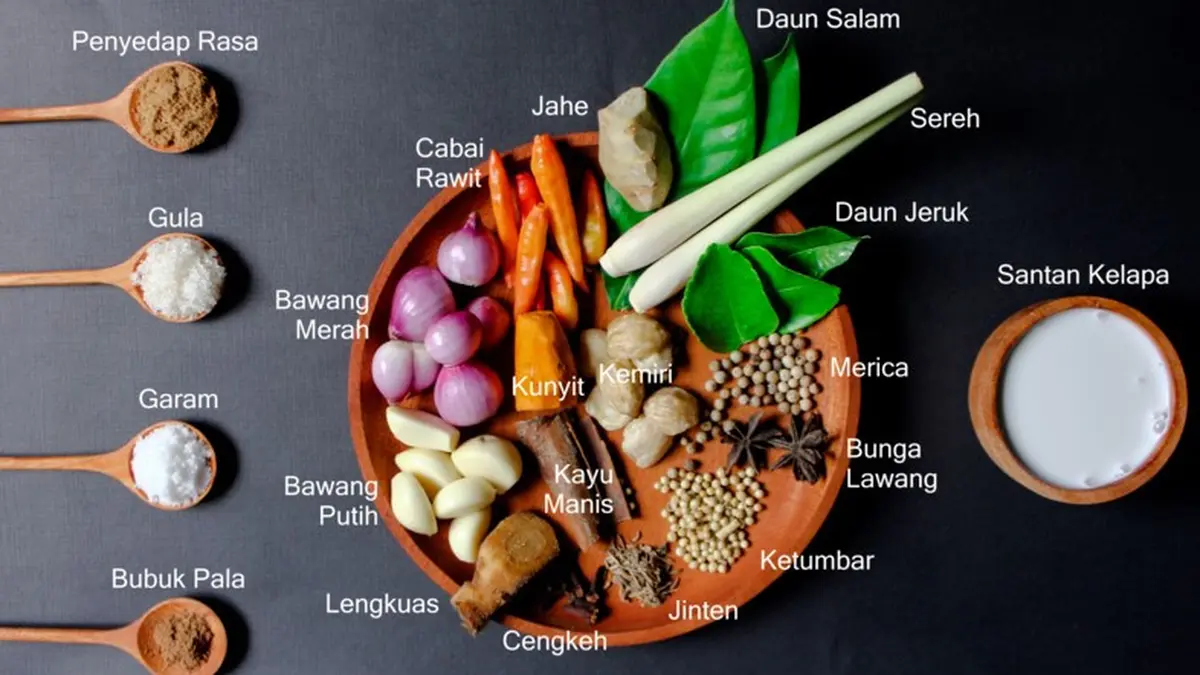 Penyedap Rasa
Gula
Garam
Bubuk Pala
Daun Salam
Jahe
Sereh
Cabai
Rawit
Daun Jeruk
Bawang
Merah
Kunyit
Kemiri
Merica
Bawang
Putih
Kayu
Manis
Bunga
Lawang
Ketumbar
Lengkuas
Jinten
Cengkeh
Santan Kelapa